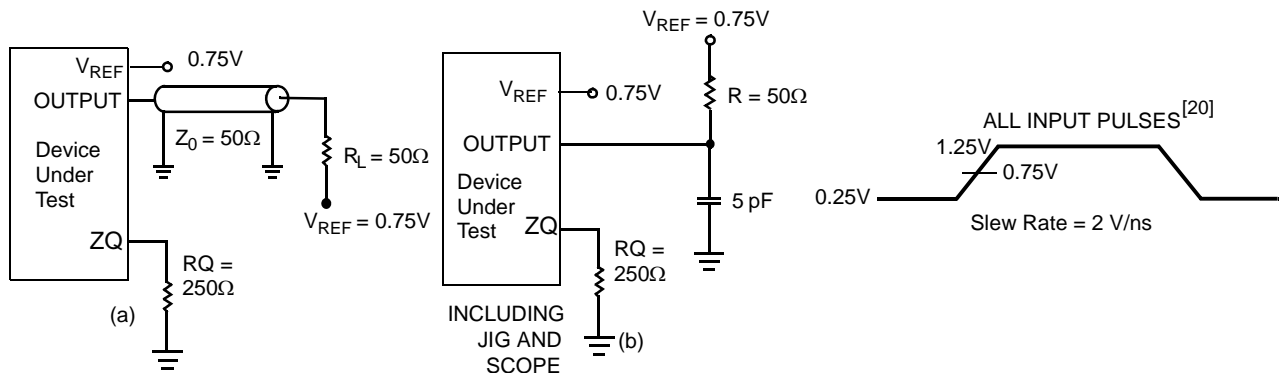 V_REF
0.75V
OUTPUT
Z_0 = 50Ω
Device
Under
Test
R_L = 50Ω
V_REF = 0.75V
ZQ
RQ =
250Ω
(a)
V_REF = 0.75V
R = 50Ω
V_REF
0.75V
OUTPUT
Device
Under
Test
5 pF
ZQ
RQ =
250Ω
INCLUDING
JIG AND
SCOPE
(b)
ALL INPUT PULSES[20]
1.25V
0.75V
0.25V
Slew Rate = 2 V/ns